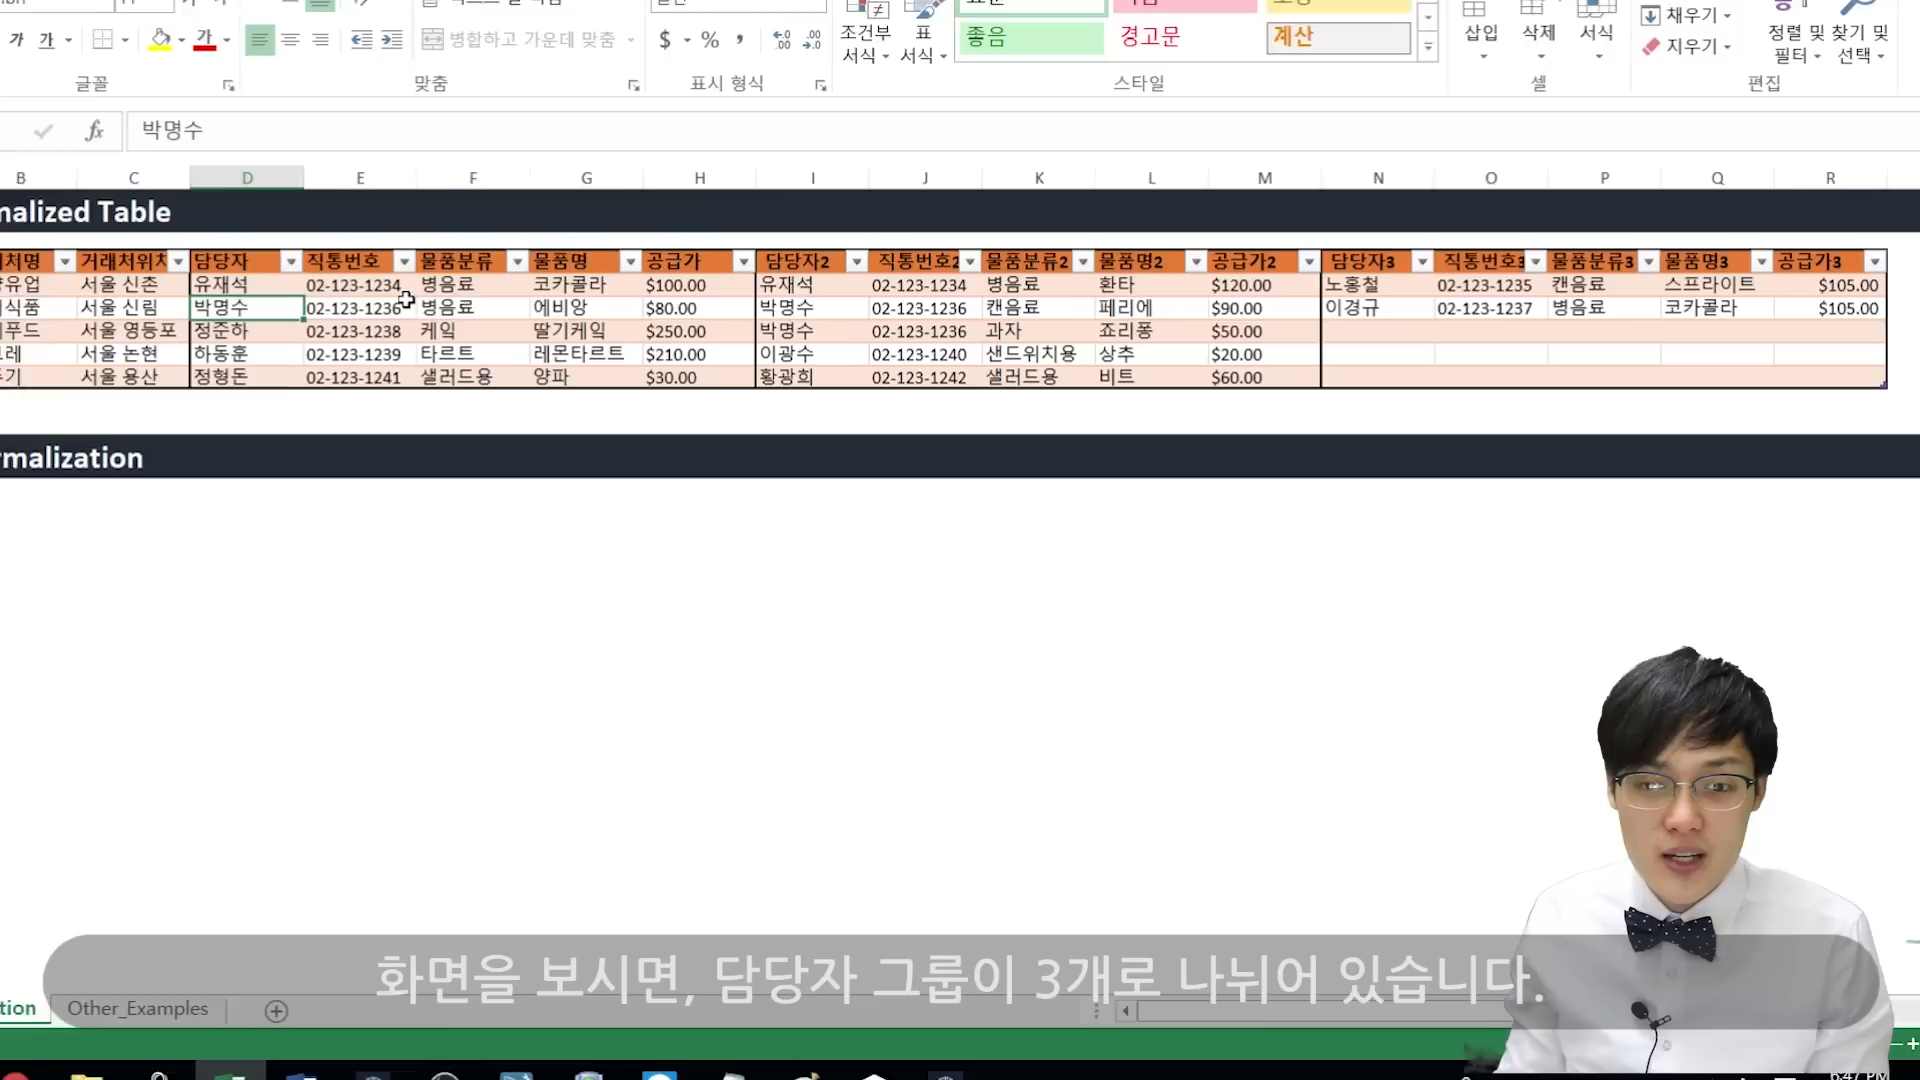 가 가 병합하고 가운데 맞춤 $ % , 조건부 표 좋음 경고문 계산 삽입 삭제 서식 채우기 정렬 및 찾기 및
서식 서식 지우기 필터 선택
글꼴 맞춤 표시 형식 스타일 셀 편집
fx 박명수
B C D E F G H I J K L M N O P Q R
malized Table
처명 거래처위치 담당자 직통번호 물품분류 물품명 공급가 담당자2 직통번호2 물품분류2 물품명2 공급가2 담당자3 직통번호3 물품분류3 물품명3 공급가3
유업 서울 신촌 유재석 02-123-1234 병음료 코카콜라 $100.00 유재석 02-123-1234 병음료 환타 $120.00 노홍철 02-123-1235 캔음료 스프라이트 $105.00
식품 서울 신림 박명수 02-123-1236 병음료 에비앙 $80.00 박명수 02-123-1236 캔음료 페리에 $90.00 이경규 02-123-1237 병음료 코카콜라 $105.00
푸드 서울 영등포 정준하 02-123-1238 케잌 딸기케잌 $250.00 박명수 02-123-1236 과자 죠리퐁 $50.00
레 서울 논현 하동훈 02-123-1239 타르트 레몬타르트 $210.00 이광수 02-123-1240 샌드위치용 상추 $20.00
기 서울 용산 정형돈 02-123-1241 샐러드용 양파 $30.00 황광희 02-123-1242 샐러드용 비트 $60.00
rmalization
화면을 보시면, 담당자 그룹이 3개로 나뉘어 있습니다.
tion Other_Examples
6:47 PM